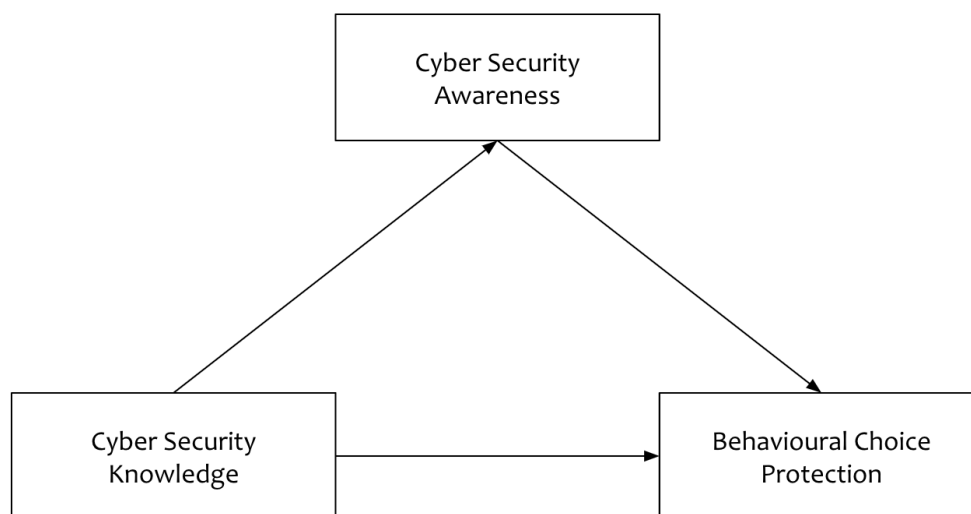 Cyber Security
Awareness
Cyber Security
Knowledge
Behavioural Choice
Protection